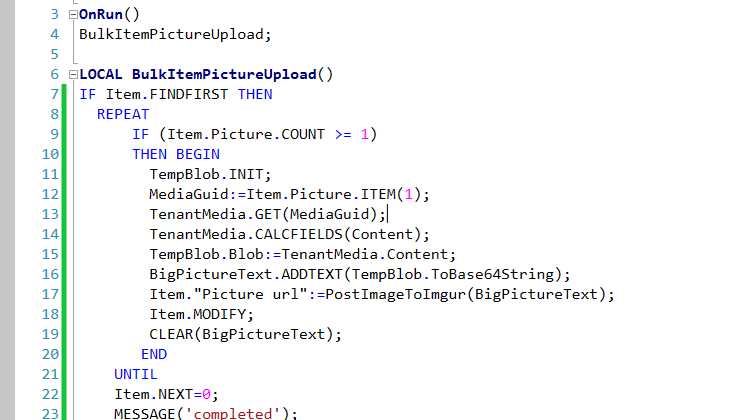 3 OnRun()
4 BulkItemPictureUpload;
5
6 LOCAL BulkItemPictureUpload()
7 IF Item.FINDFIRST THEN
8 REPEAT
9 IF (Item.Picture.COUNT >= 1)
10 THEN BEGIN
11 TempBlob.INIT;
12 MediaGuid:=Item.Picture.ITEM(1);
13 TenantMedia.GET(MediaGuid);
14 TenantMedia.CALCFIELDS(Content);
15 TempBlob.Blob:=TenantMedia.Content;
16 BigPictureText.ADDTEXT(TempBlob.ToBase64String);
17 Item."Picture url":=PostImageToImgur(BigPictureText);
18 Item.MODIFY;
19 CLEAR(BigPictureText);
20 END
21 UNTIL
22 Item.NEXT=0;
23 MESSAGE('completed');